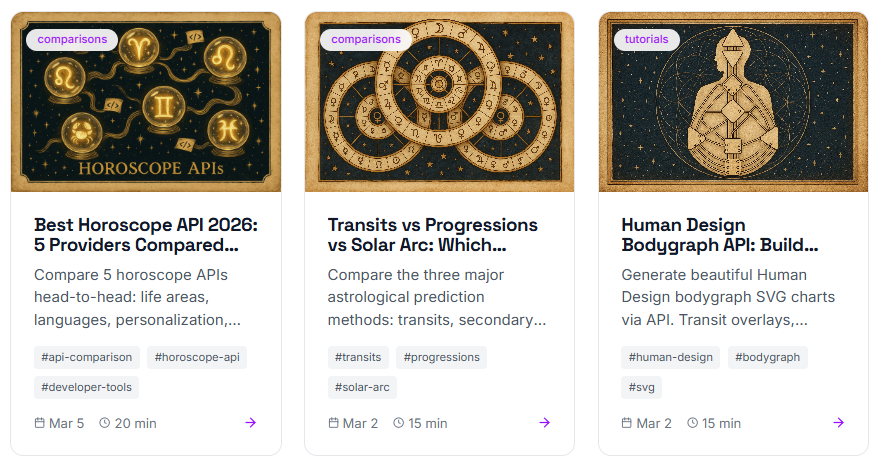 comparisons
HOROSCOPE APIs
Best Horoscope API 2026:
5 Providers Compared...
Compare 5 horoscope APIs
head-to-head: life areas,
languages, personalization,...
#api-comparison #horoscope-api
#developer-tools
Mar 5 20 min
comparisons
Transits vs Progressions
vs Solar Arc: Which...
Compare the three major
astrological prediction
methods: transits, secondary...
#transits #progressions
#solar-arc
Mar 2 15 min
tutorials
Human Design
Bodygraph API: Build...
Generate beautiful Human
Design bodygraph SVG charts
via API. Transit overlays,...
#human-design #bodygraph
#svg
Mar 2 15 min